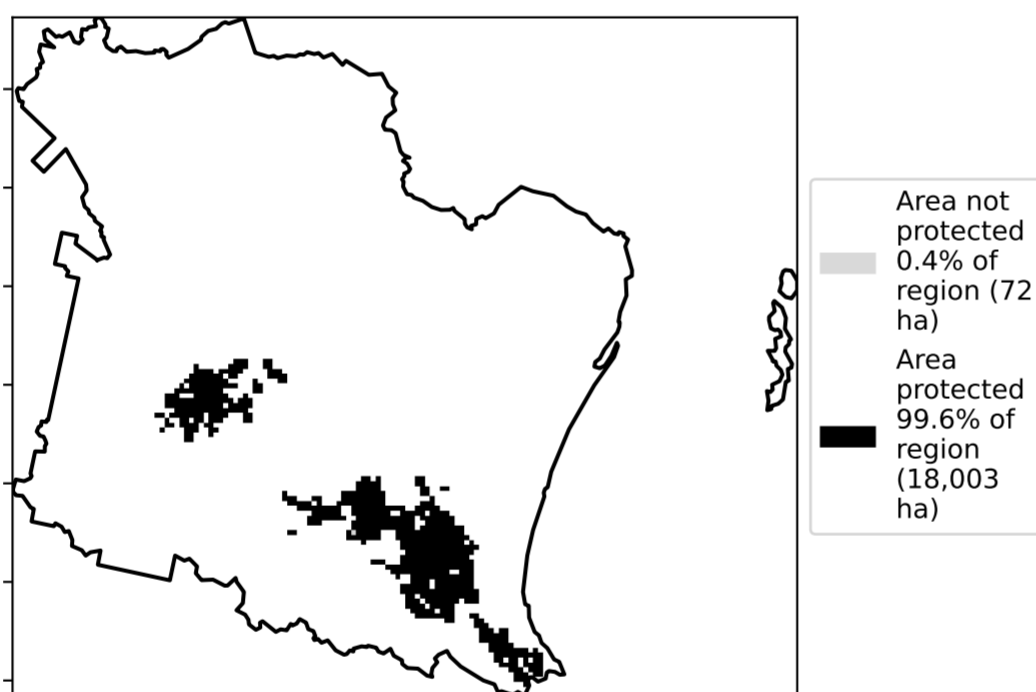 Area not
protected
0.4% of
region (72
ha)
Area
protected
99.6% of
region
(18,003
ha)